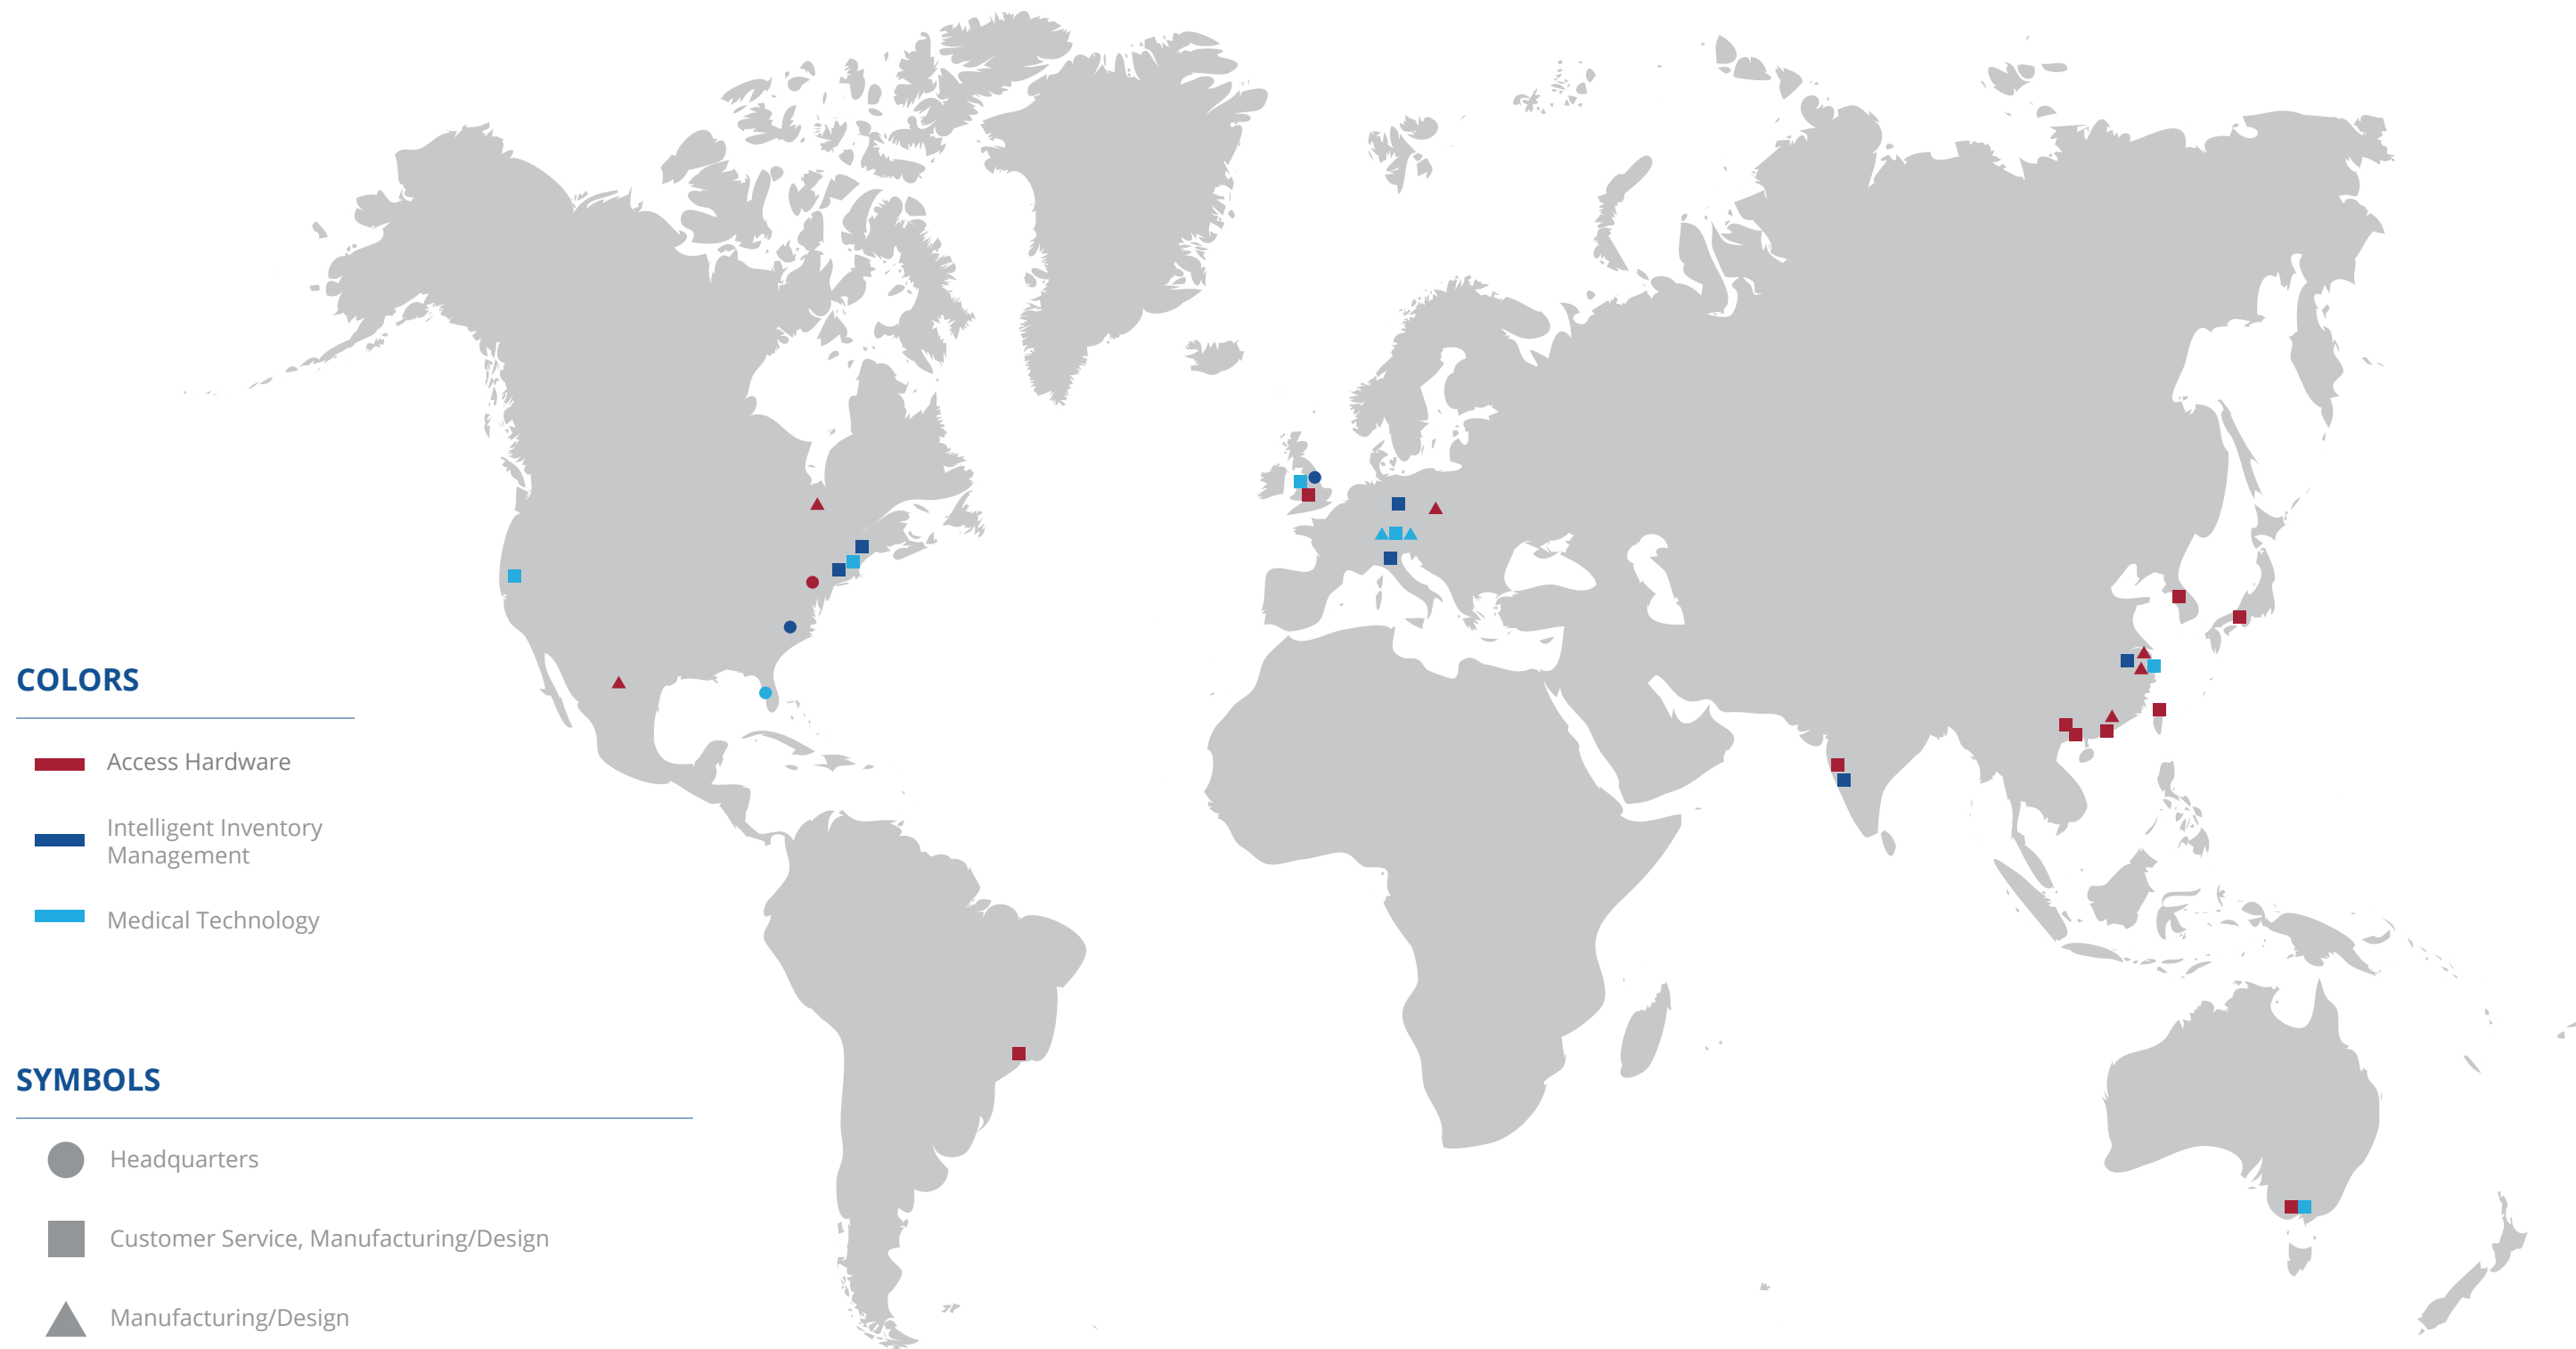 COLORS
Access Hardware
Intelligent Inventory
Management
Medical Technology
SYMBOLS
Headquarters
Customer Service, Manufacturing/Design
Manufacturing/Design